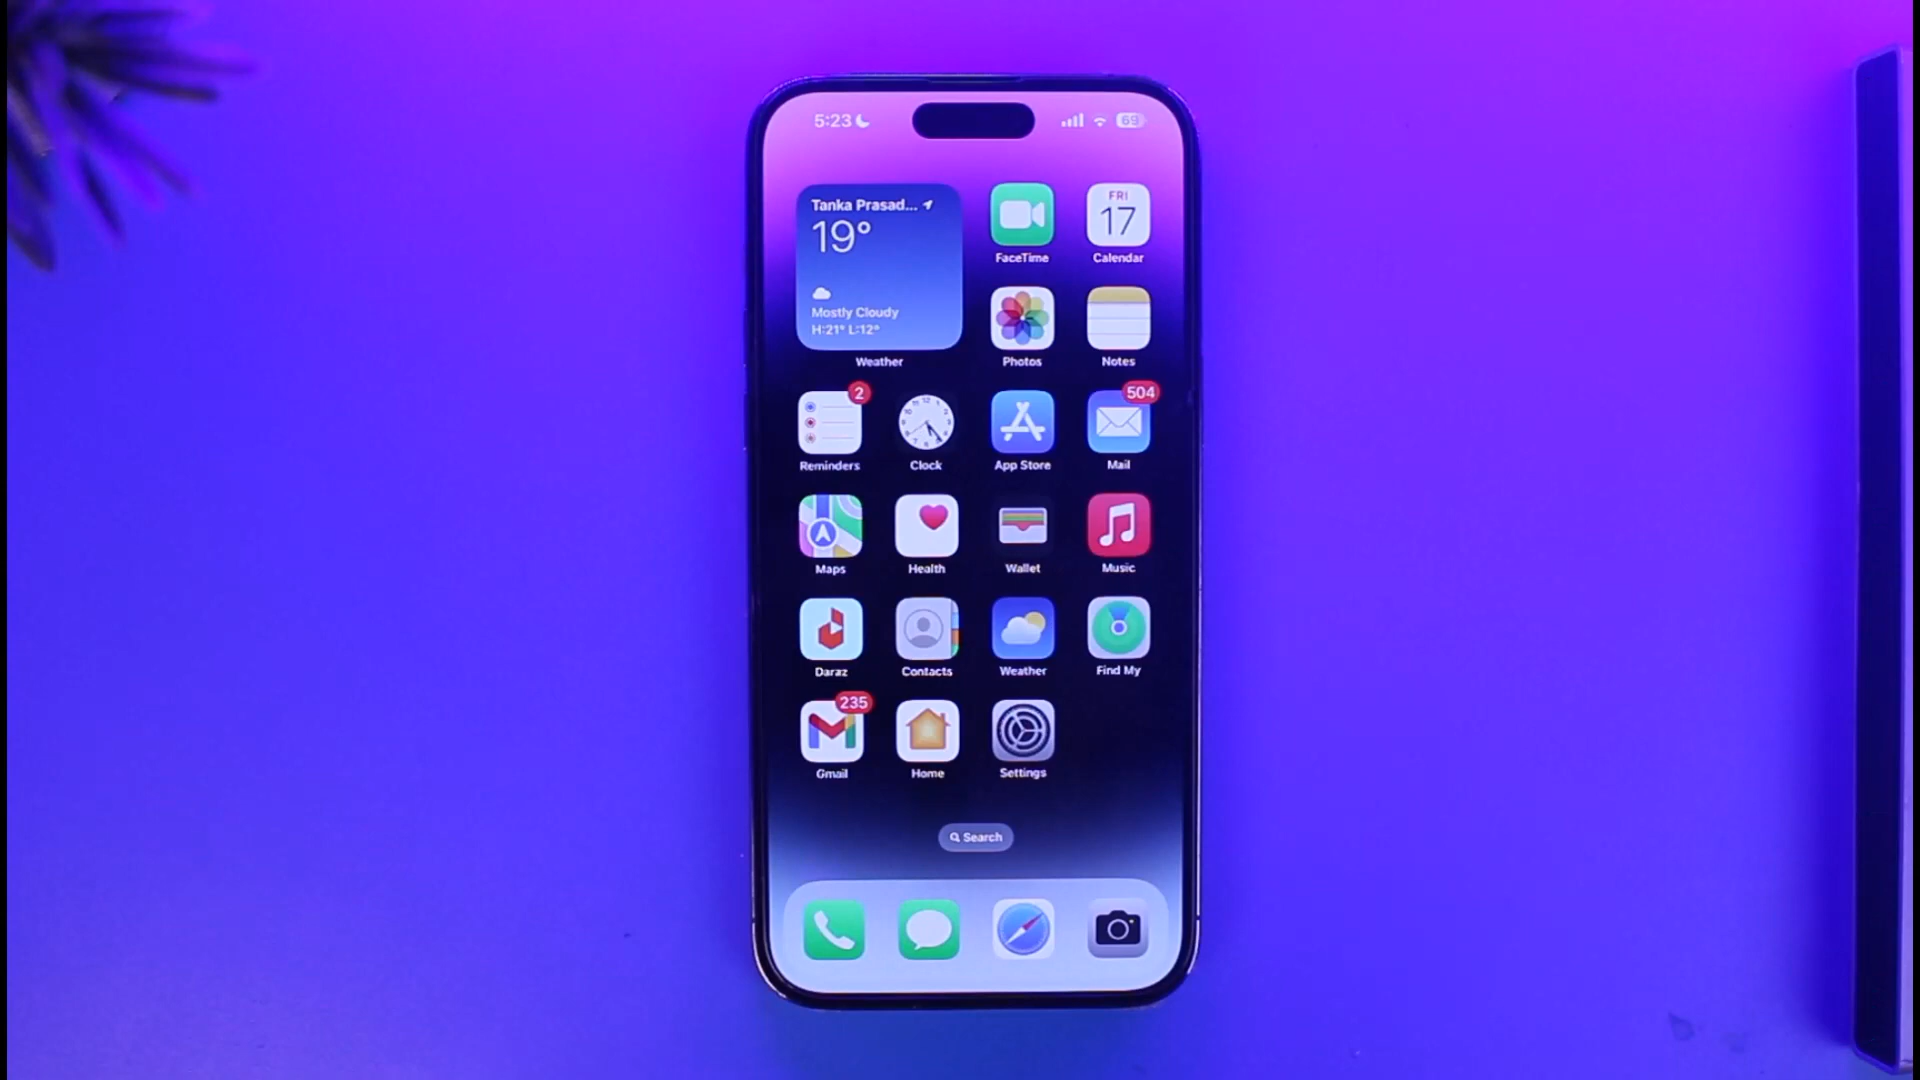 5:23
69
Tanka Prasad...
19°
Mostly Cloudy
H:21° L:12°
Weather
FaceTime
FRI
17
Calendar
Photos
Notes
2
Reminders
Clock
App Store
504
Mail
Maps
Health
Wallet
Music
Daraz
Contacts
Weather
Find My
235
Gmail
Home
Settings
Search